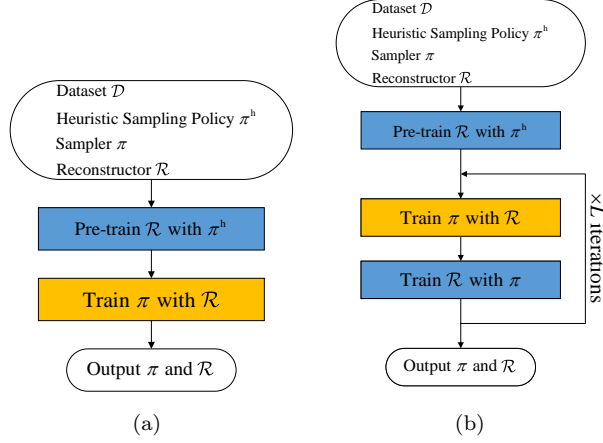 Dataset 𝒟
Heuristic Sampling Policy π^h
Sampler π
Reconstructor ℛ
Pre-train ℛ with π^h
Train π with ℛ
Output π and ℛ
(a)
Dataset 𝒟
Heuristic Sampling Policy π^h
Sampler π
Reconstructor ℛ
Pre-train ℛ with π^h
Train π with ℛ
Train ℛ with π
×L iterations
Output π and ℛ
(b)